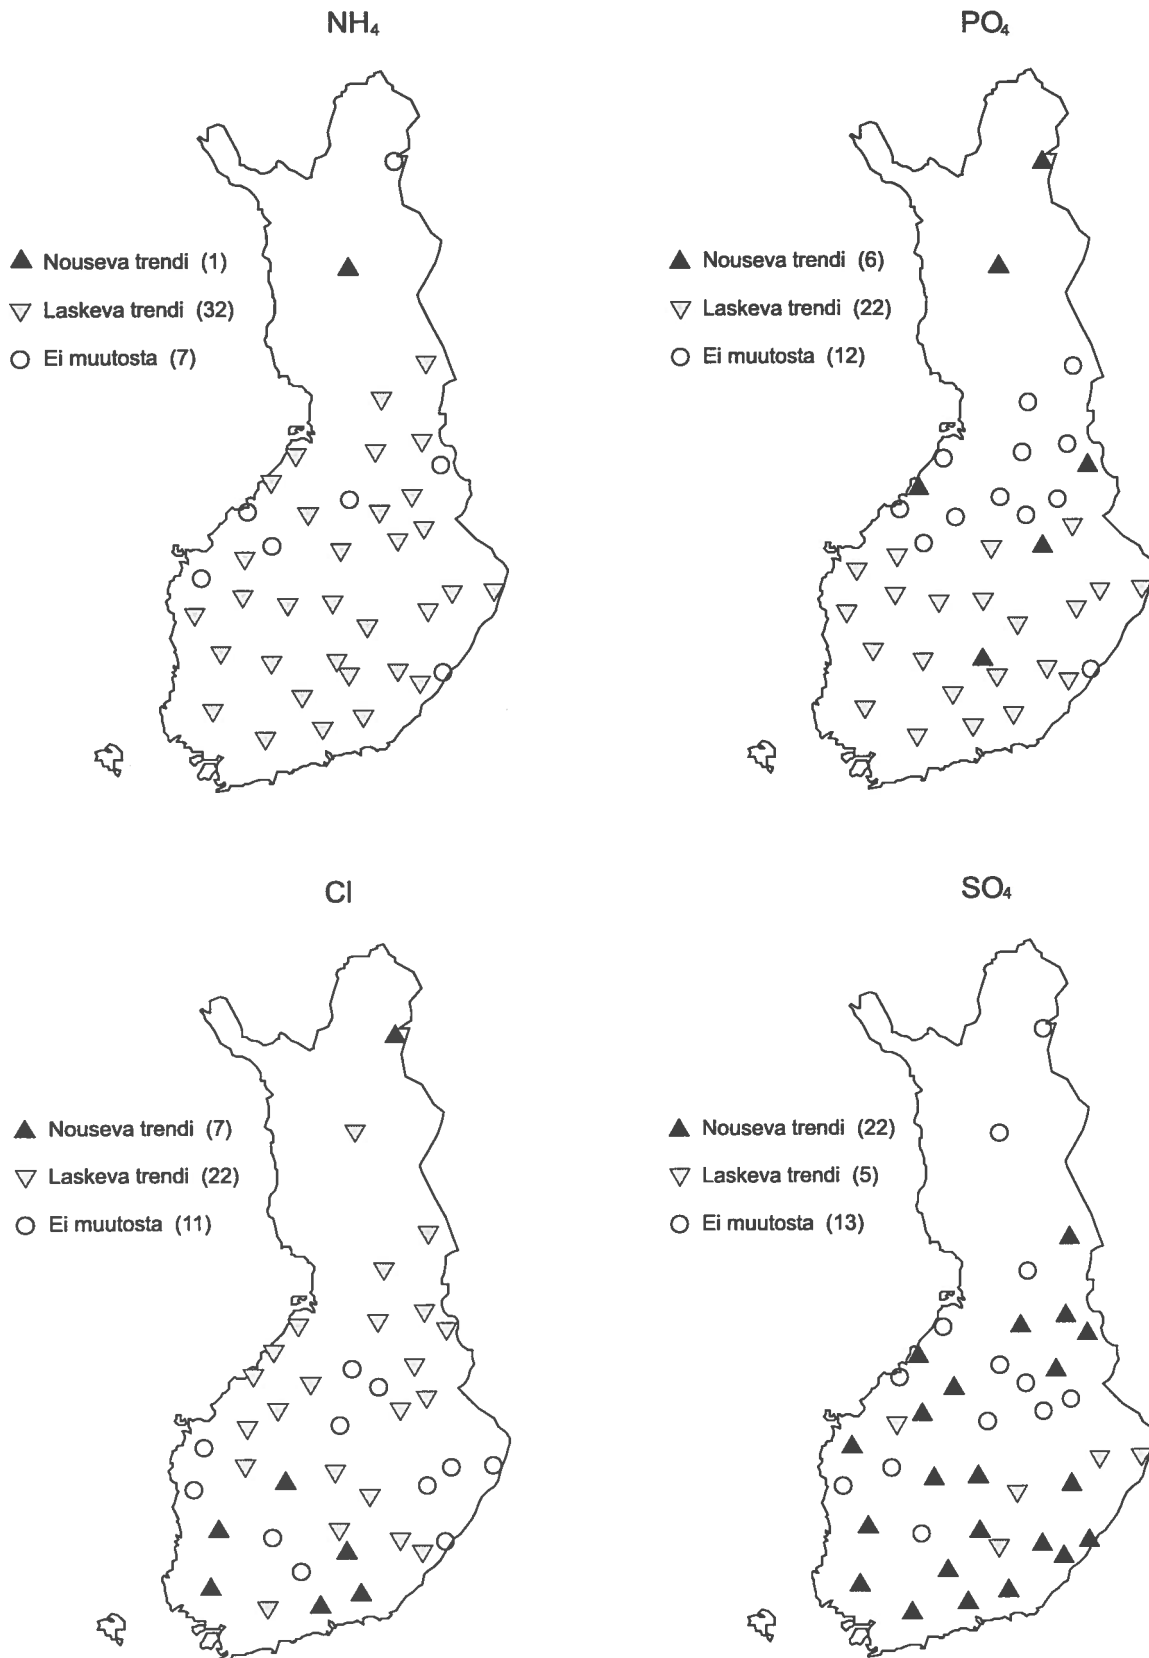 NH₄
Nouseva trendi (1)
Laskeva trendi (32)
Ei muutosta (7)
PO₄
Nouseva trendi (6)
Laskeva trendi (22)
Ei muutosta (12)
Cl
Nouseva trendi (7)
Laskeva trendi (22)
Ei muutosta (11)
SO₄
Nouseva trendi (22)
Laskeva trendi (5)
Ei muutosta (13)